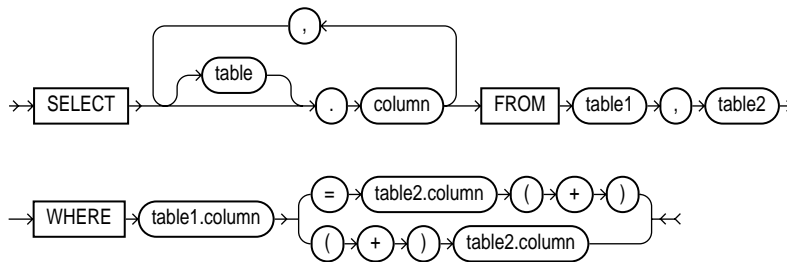 ,
table
SELECT . column FROM table1 , table2
= table2.column ( + )
WHERE table1.column
( + ) table2.column